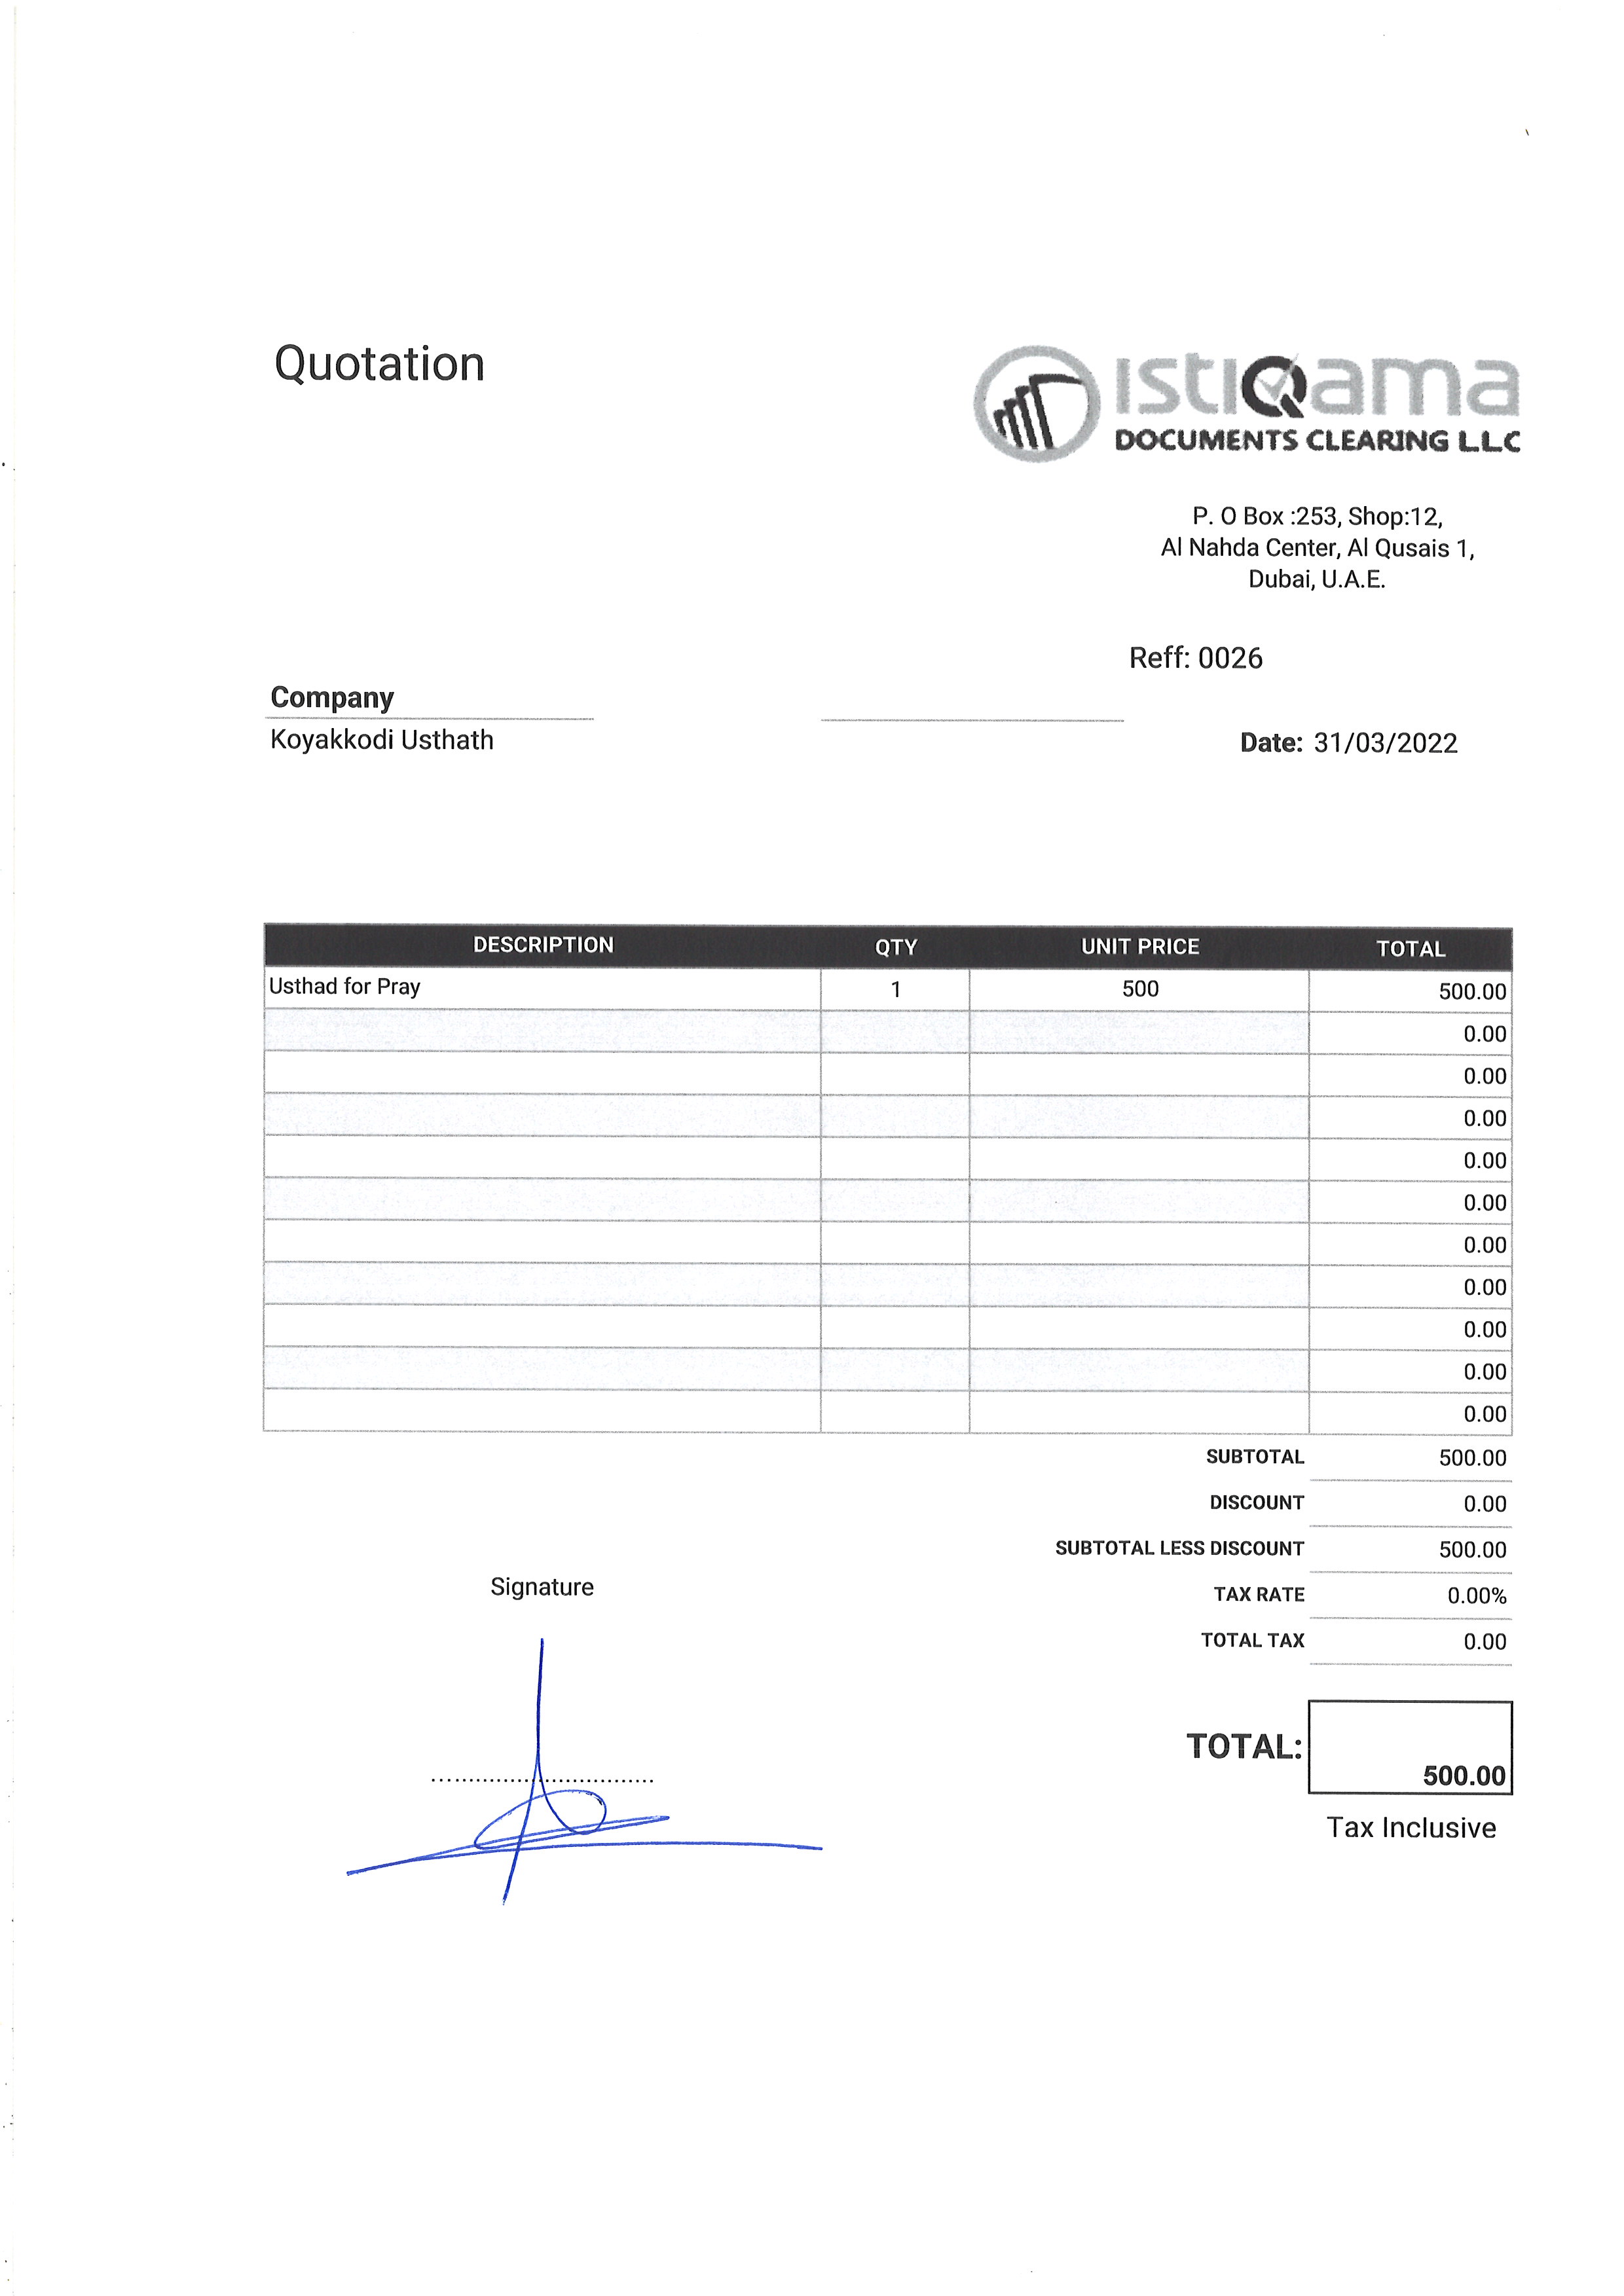 Quotation
IstiQama
DOCUMENTS CLEARING LLC
P. O Box :253, Shop:12,
Al Nahda Center, Al Qusais 1,
Dubai, U.A.E.
Reff: 0026
Company
Koyakkodi Usthath
Date: 31/03/2022
DESCRIPTION QTY UNIT PRICE TOTAL
Usthad for Pray 1 500 500.00
0.00
0.00
0.00
0.00
0.00
0.00
0.00
0.00
0.00
0.00
SUBTOTAL 500.00
DISCOUNT 0.00
SUBTOTAL LESS DISCOUNT 500.00
Signature
TAX RATE 0.00%
TOTAL TAX 0.00
TOTAL: 500.00
Tax Inclusive